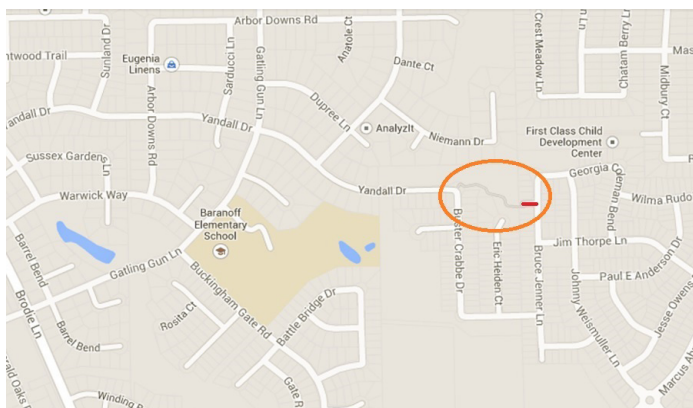 Arbor Downs Rd
Sunland Dr
ntwood Trail
Eugenia
Linens
Sarducci Ln
Gatling Gun Ln
Anatole Ct
Dante Ct
Crest Meadow Ln
Chatam Berry L
Midbury Ct
Mas
Arbor Downs Rd
andall Dr
Yandall Dr
Dupree Ln
AnalyzIt
Niemann Dr
First Class Child
Development
Center
Sussex Gardens Ln
Warwick Way
Yandall Dr
Georgia C
eman Bend
Wilma Rudo
Baranoff
Elementary
School
Buster Crabbe Dr
Eric Heiden Ct
Bruce Jenner Ln
Jim Thorpe Ln
Johnny Weismuller Ln
Paul E Anderson Dr
Jesse Owens
Barrel Bend
Gatling Gun Ln
Buckingham Gate Rd
Brodie Ln
Barrel Bend
Rosita Ct
Battle Bridge Dr
Gate R
Winding
erald Oaks
Marcus Ab